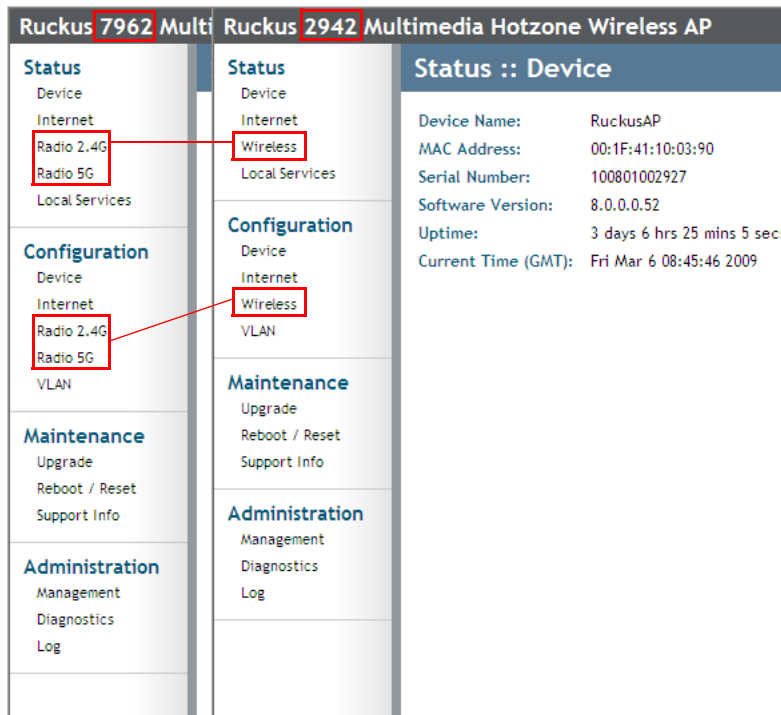 Ruckus 7962 Multi
Status
Device
Internet
Radio 2.4G
Radio 5G
Local Services
Configuration
Device
Internet
Radio 2.4G
Radio 5G
VLAN
Maintenance
Upgrade
Reboot / Reset
Support Info
Administration
Management
Diagnostics
Log
Ruckus 2942 Multimedia Hotzone Wireless AP
Status
Device
Internet
Wireless
Local Services
Configuration
Device
Internet
Wireless
VLAN
Maintenance
Upgrade
Reboot / Reset
Support Info
Administration
Management
Diagnostics
Log
Status :: Device
Device Name: RuckusAP
MAC Address: 00:1F:41:10:03:90
Serial Number: 100801002927
Software Version: 8.0.0.0.52
Uptime: 3 days 6 hrs 25 mins 5 sec
Current Time (GMT): Fri Mar 6 08:45:46 2009